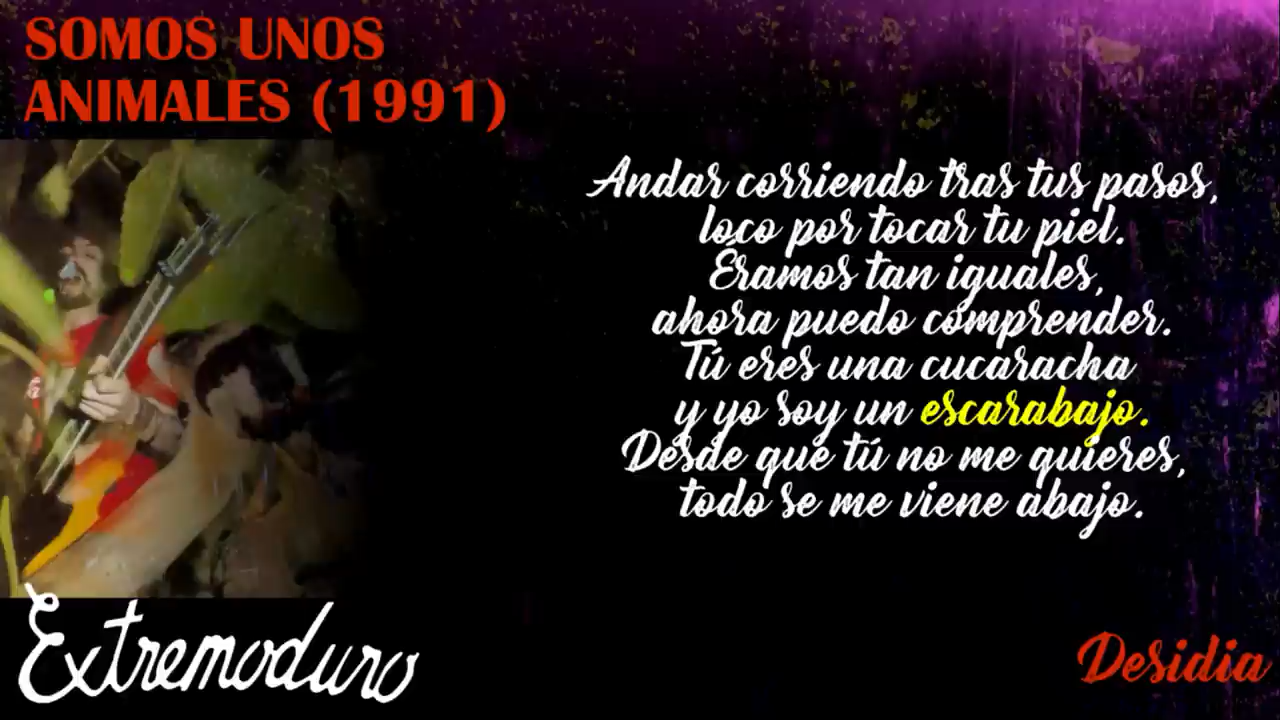 SOMOS UNOS
ANIMALES (1991)
Andar corriendo tras tus pasos,
loco por tocar tu piel.
Éramos tan iguales,
ahora puedo comprender.
Tú eres una cucaracha
y yo soy un escarabajo.
Desde que tú no me quieres,
todo se me viene abajo.
Extremoduro
Desidia